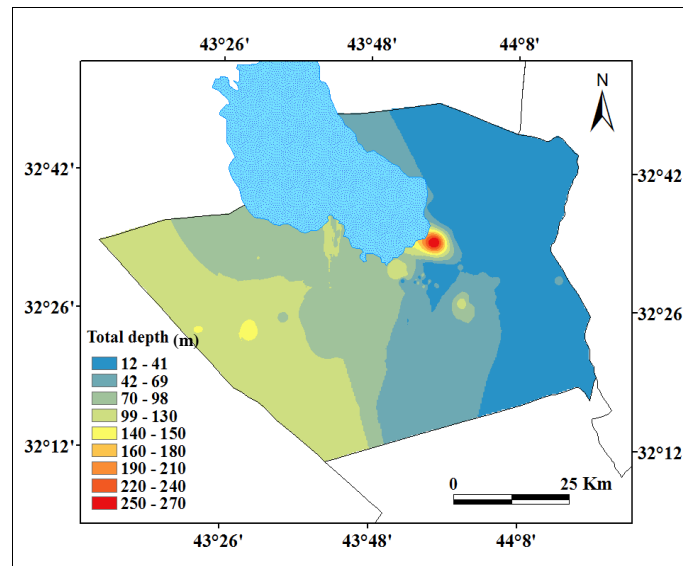 43°26' 43°48' 44°8'
N
32°42' 32°42'
32°26' 32°26'
Total depth (m)
12 - 41
42 - 69
70 - 98
99 - 130
140 - 150
160 - 180
190 - 210
220 - 240
250 - 270
32°12' 32°12'
0 25 Km
43°26' 43°48' 44°8'